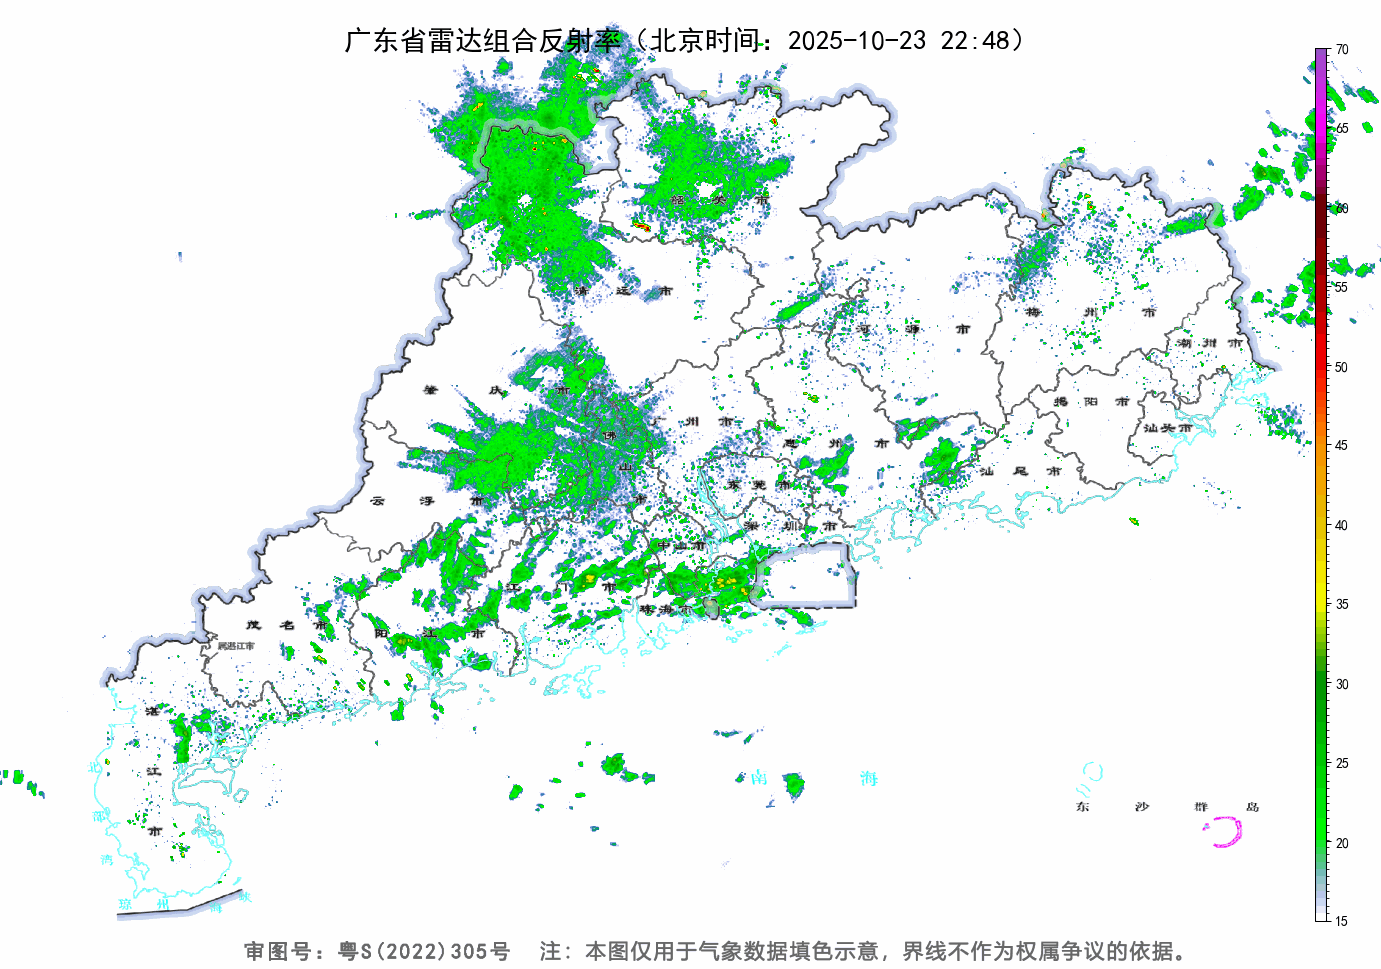 广东省雷达组合反射率（北京时间：2025-10-23 22:48）
70
65
60
55
50
45
40
35
30
25
20
15
韶关市
清远市
河源市
梅州市
潮州市
肇庆市
广州市
惠州市
揭阳市
汕头市
佛山市
东莞市
汕尾市
云浮市
深圳市
中山市
江门市
珠海市
茂名市
阳江市
属湛江市
湛江市
北部湾
南海
东沙群岛
琼州海峡
审图号：粤S(2022)305号 注：本图仅用于气象数据填色示意，界线不作为权属争议的依据。